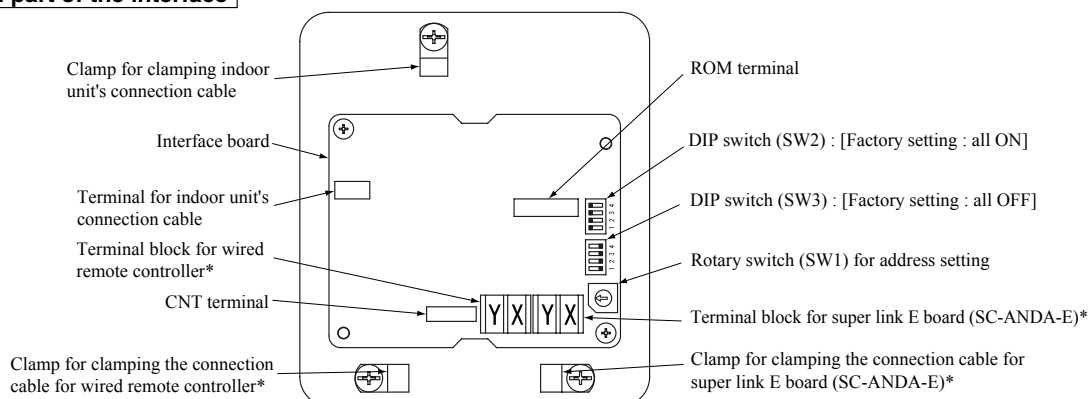 part of the interface
Clamp for clamping indoor
unit's connection cable
Interface board
Terminal for indoor unit's
connection cable
Terminal block for wired
remote controller*
CNT terminal
Clamp for clamping the connection
cable for wired remote controller*
ROM terminal
DIP switch (SW2) : [Factory setting : all ON]
DIP switch (SW3) : [Factory setting : all OFF]
Rotary switch (SW1) for address setting
Terminal block for super link E board (SC-ANDA-E)*
Clamp for clamping the connection cable for
super link E board (SC-ANDA-E)*
1 2 3 4
1 2 3 4
Y X Y X